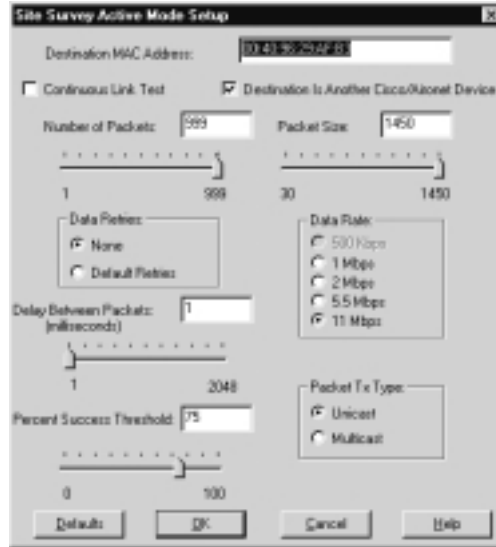 Site Survey Active Mode Setup
Destination MAC Address:
Continuous Link Test
Destination Is Another Cisco/Aironet Device
Number of Packets: 999
Packet Size: 1450
1 999
30 1450
Data Retries:
None
Default Retries
Data Rate:
500 Kbps
1 Mbps
2 Mbps
5.5 Mbps
11 Mbps
Delay Between Packets: 1
(milliseconds)
1 2048
Packet Tx Type:
Unicast
Multicast
Percent Success Threshold: 75
0 100
Defaults OK Cancel Help